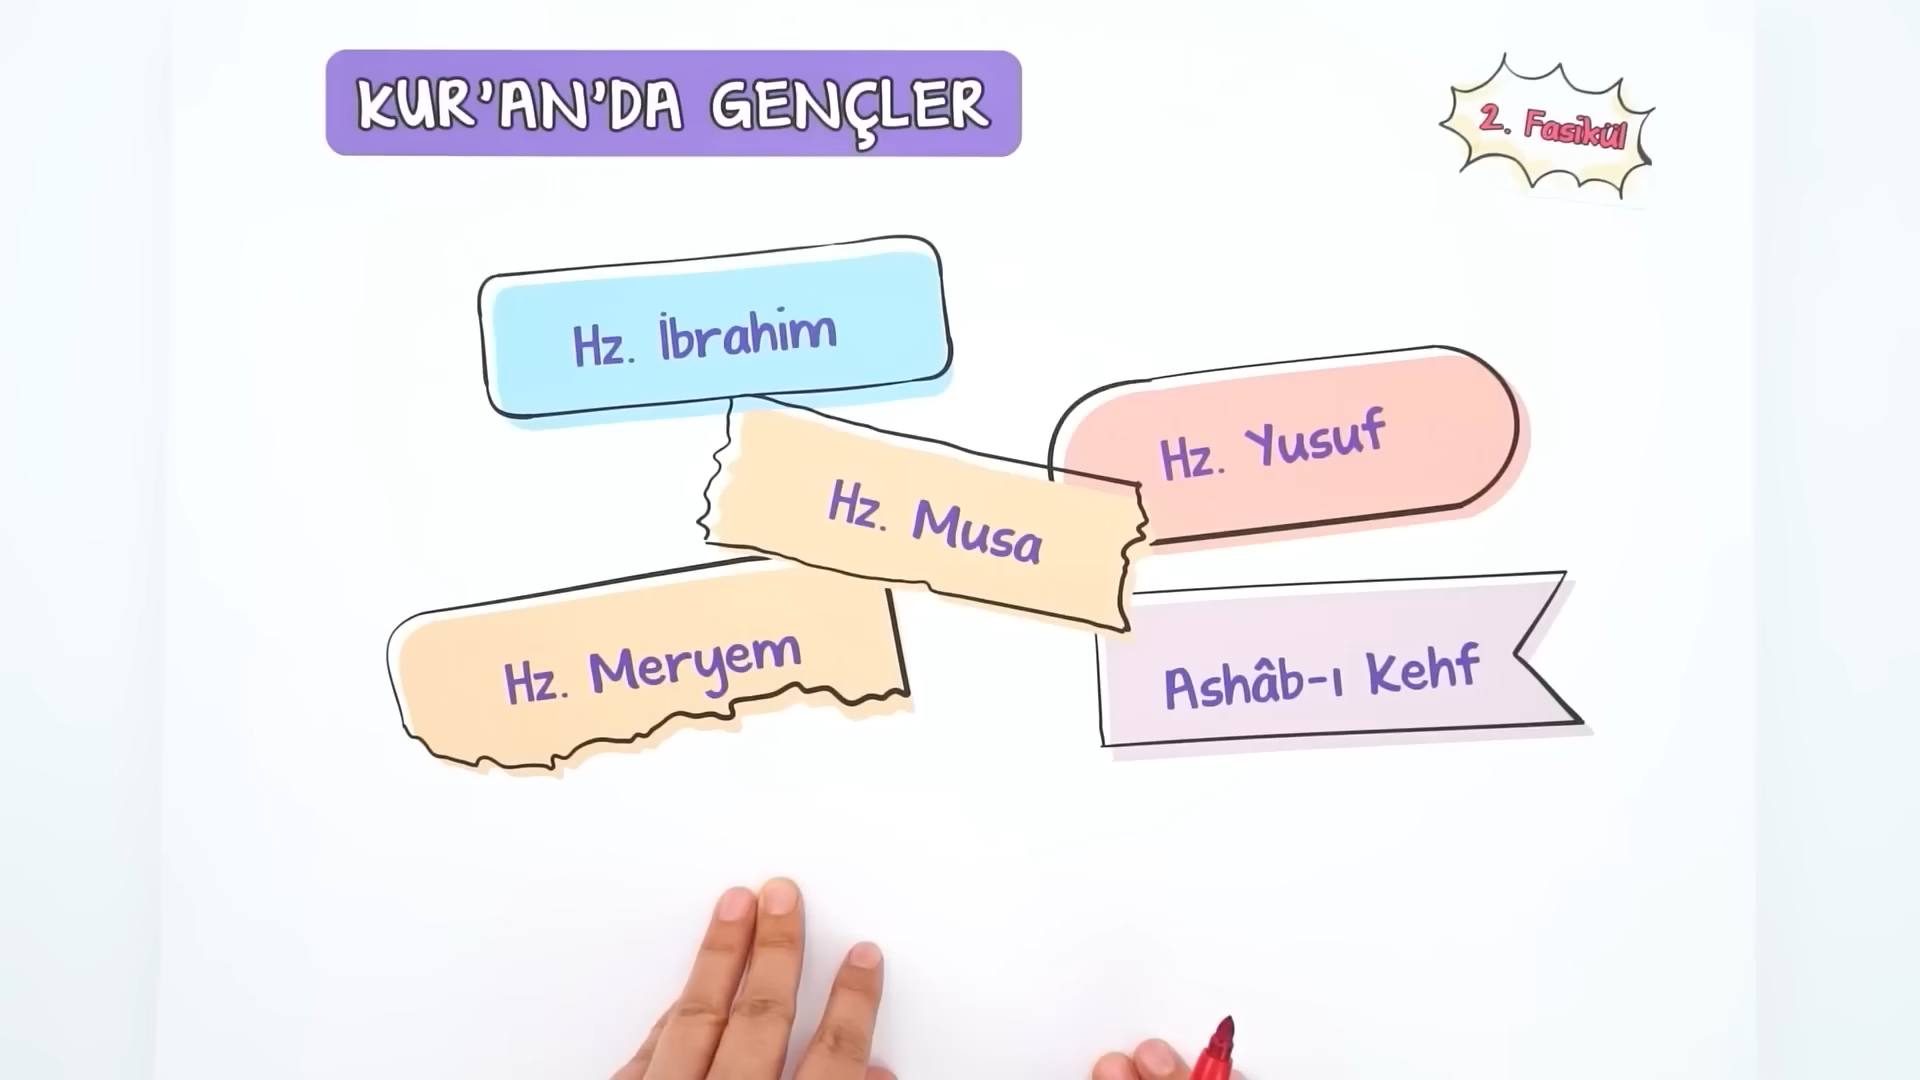 KUR'AN'DA GENÇLER
2. Fasikül
Hz. İbrahim
Hz. Yusuf
Hz. Musa
Hz. Meryem
Ashâb-ı Kehf